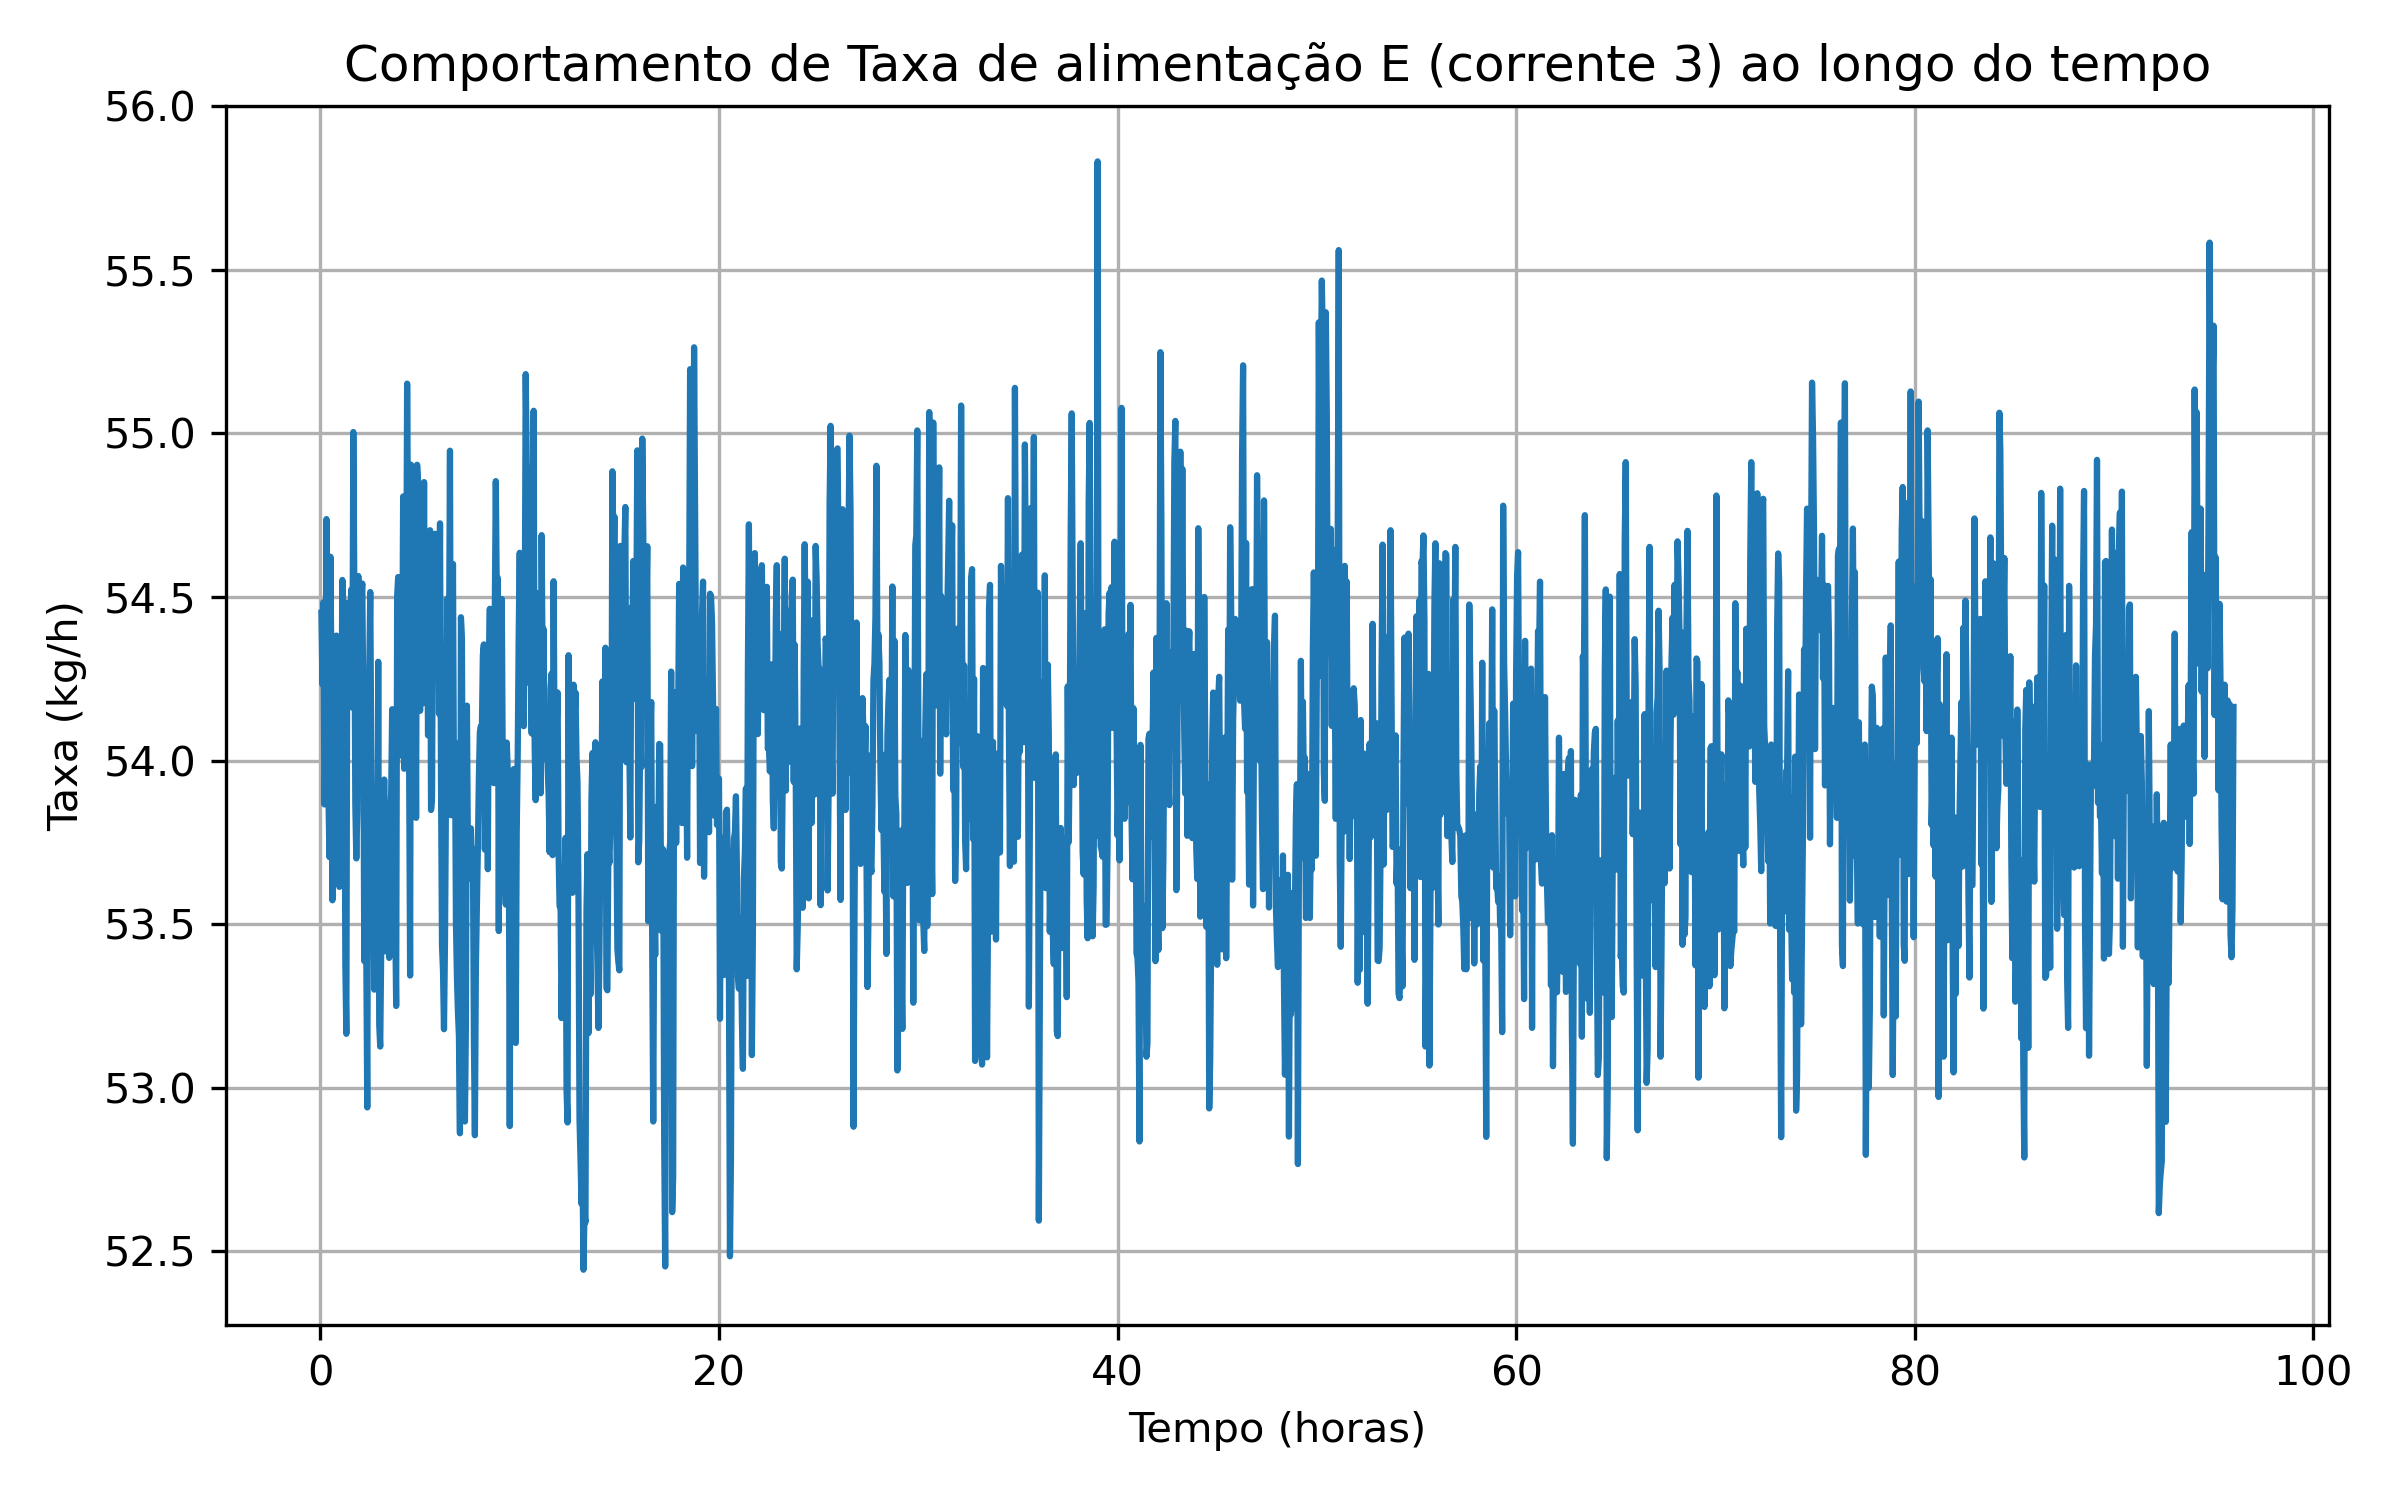 Comportamento de Taxa de alimentação E (corrente 3) ao longo do tempo
56.0
55.5
55.0
54.5
54.0
53.5
53.0
52.5
Taxa (kg/h)
0 20 40 60 80 100
Tempo (horas)